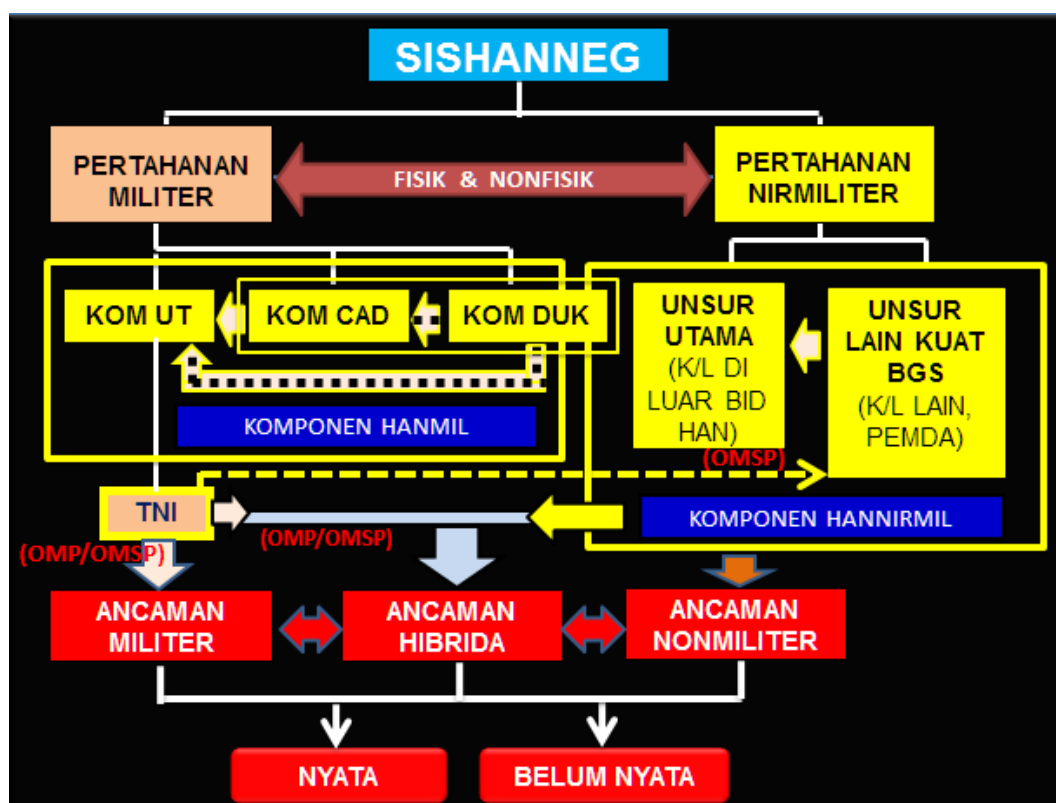 SISHANNEG
PERTAHANAN
MILITER
FISIK & NONFISIK
PERTAHANAN
NIRMILITER
KOM UT
KOM CAD
KOM DUK
KOMPONEN HANMIL
UNSUR
UTAMA
(K/L DI
LUAR BID
HAN)
UNSUR
LAIN KUAT
BGS
(K/L LAIN,
PEMDA)
(OMSP)
KOMPONEN HANNIRMIL
TNI
(OMP/OMSP)
(OMP/OMSP)
ANCAMAN
MILITER
ANCAMAN
HIBRIDA
ANCAMAN
NONMILITER
NYATA
BELUM NYATA